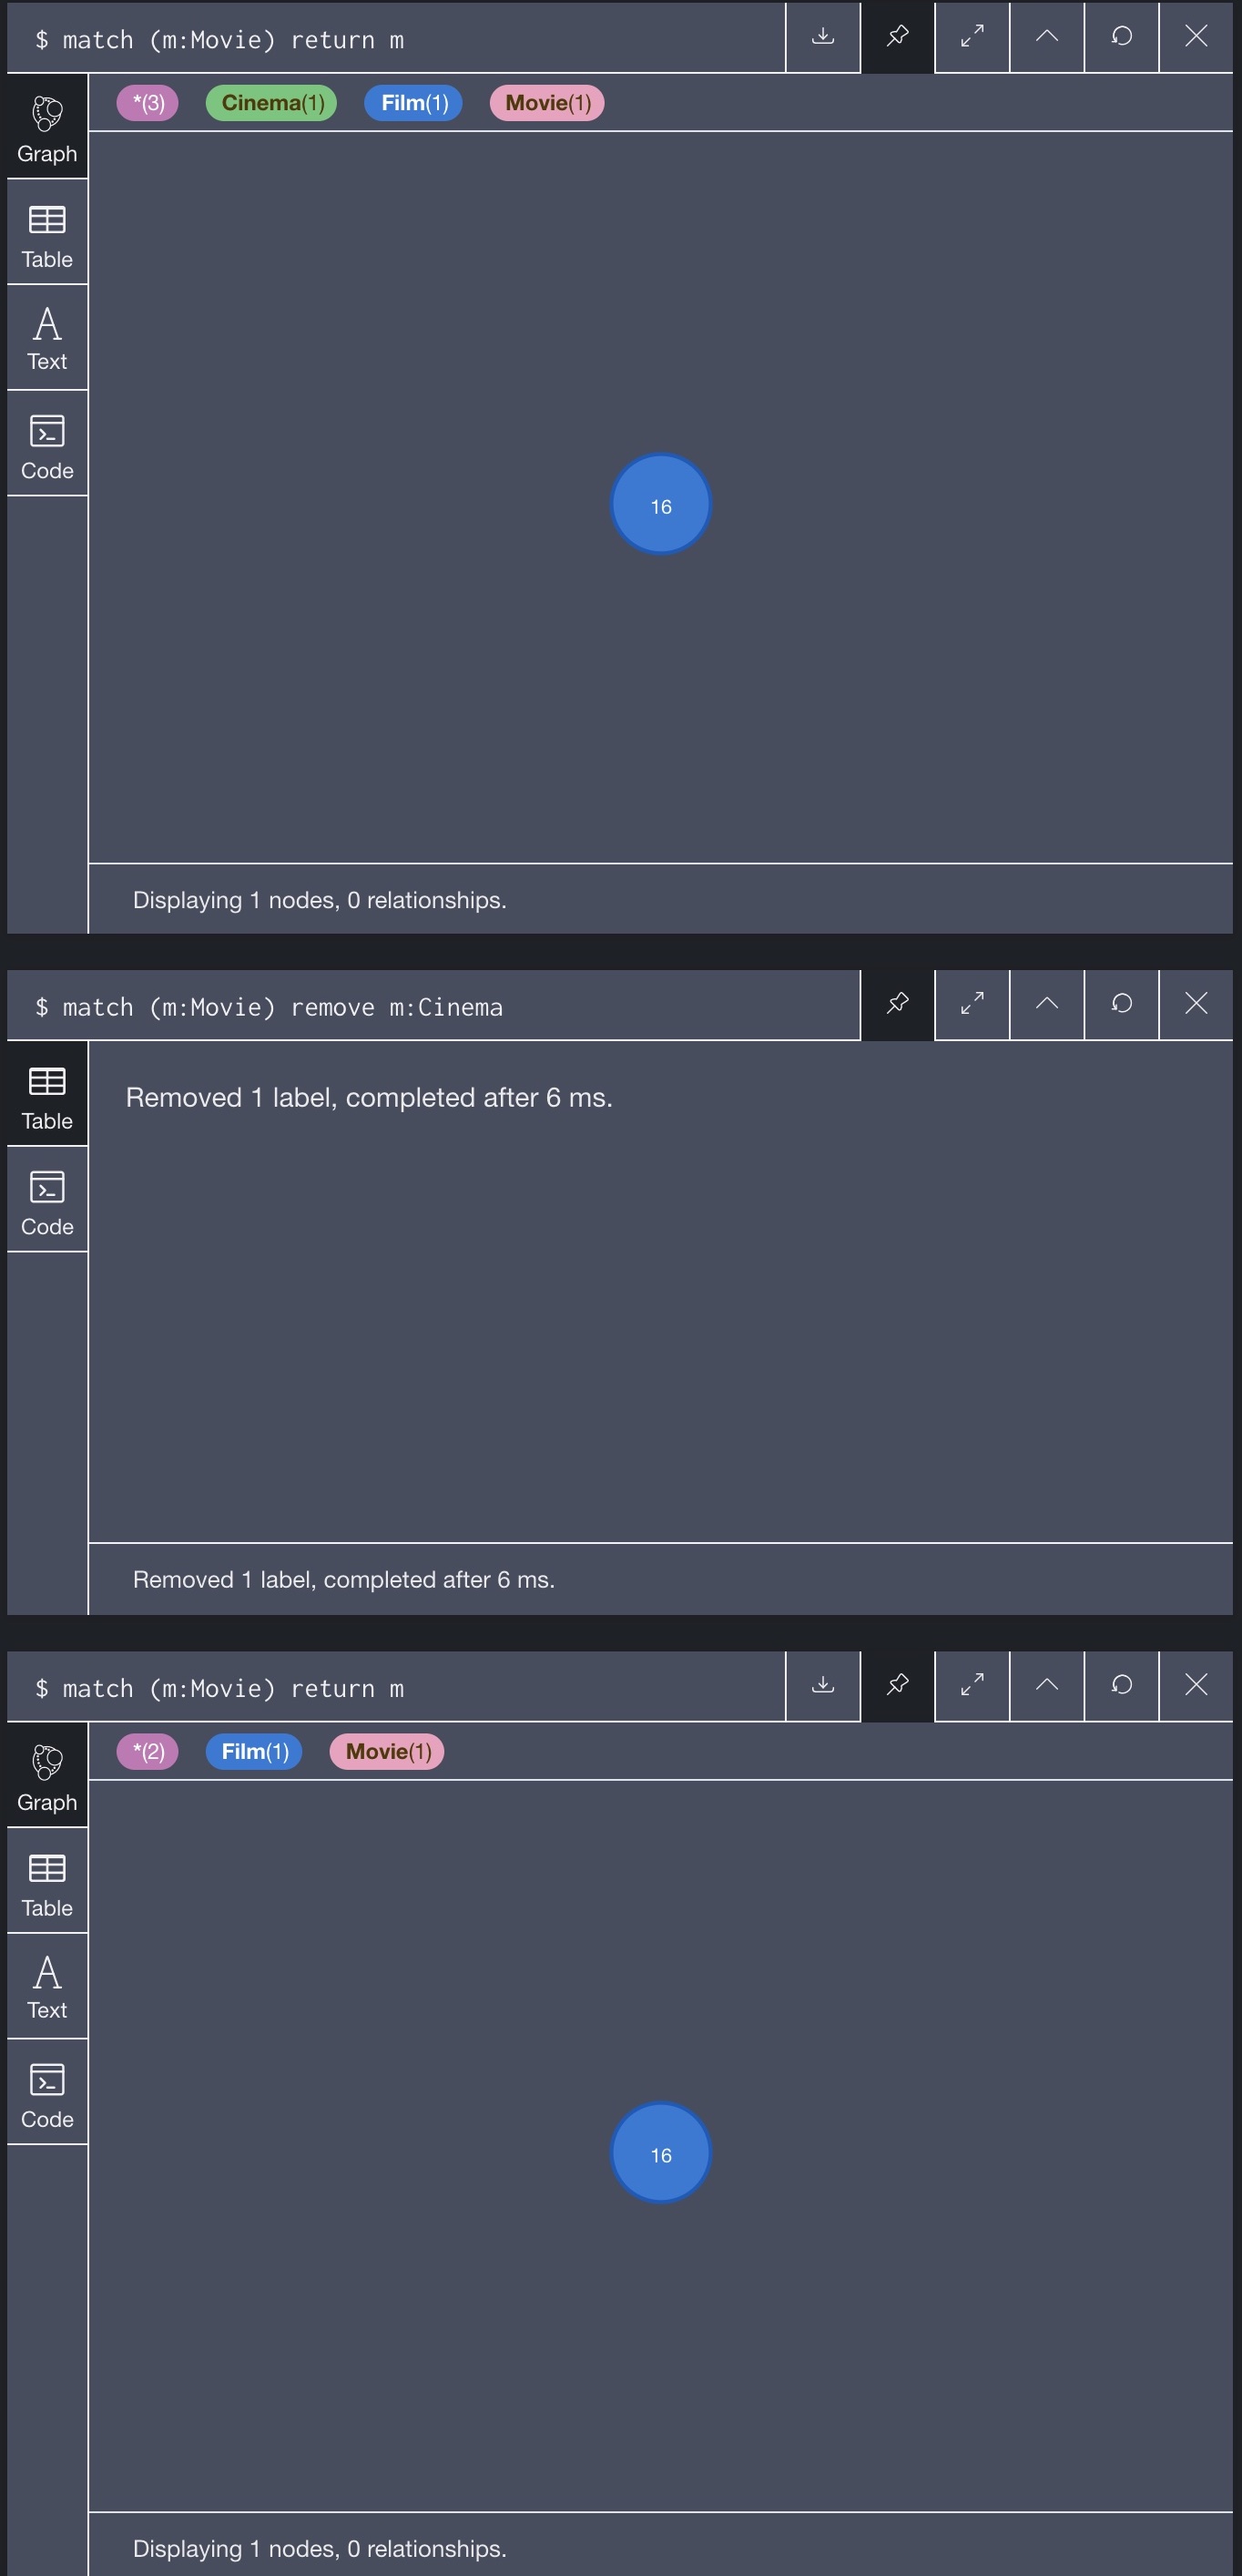 $ match (m:Movie) return m
*(3) Cinema(1) Film(1) Movie(1)
Graph
Table
A
Text
Code
16
Displaying 1 nodes, 0 relationships.
$ match (m:Movie) remove m:Cinema
Table
Removed 1 label, completed after 6 ms.
Code
Removed 1 label, completed after 6 ms.
$ match (m:Movie) return m
*(2) Film(1) Movie(1)
Graph
Table
A
Text
Code
16
Displaying 1 nodes, 0 relationships.